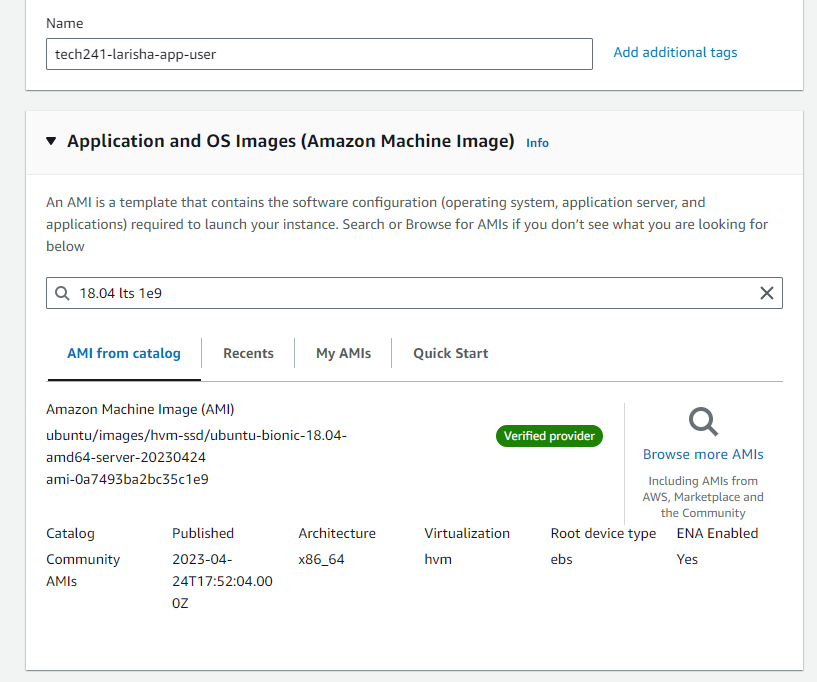 Name
tech241-larisha-app-user
Add additional tags
Application and OS Images (Amazon Machine Image) Info
An AMI is a template that contains the software configuration (operating system, application server, and
applications) required to launch your instance. Search or Browse for AMIs if you don’t see what you are looking for
below
18.04 lts 1e9
AMI from catalog
Recents
My AMIs
Quick Start
Amazon Machine Image (AMI)
ubuntu/images/hvm-ssd/ubuntu-bionic-18.04-
amd64-server-20230424
ami-0a7493ba2bc35c1e9
Verified provider
Browse more AMIs
Including AMIs from
AWS, Marketplace and
the Community
Catalog
Published
Architecture
Virtualization
Root device type
ENA Enabled
Community
AMIs
2023-04-
24T17:52:04.00
0Z
x86_64
hvm
ebs
Yes